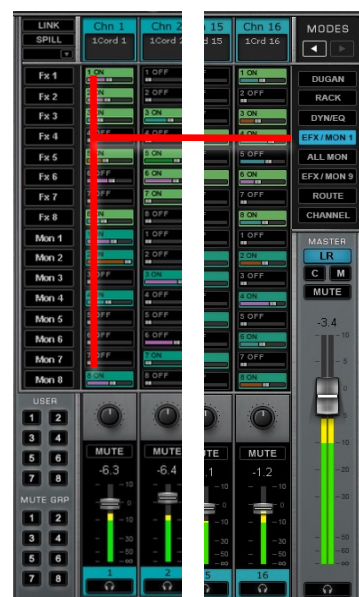 LINK
SPILL
Chn 1
Chn 2
15
Chn 16
MODES
1Cord 1
1Cord 2
d 15
1Crd 16
Fx 1
1 ON
1 OFF
1 ON
DUGAN
Fx 2
2 OFF
2 OFF
RACK
Fx 3
3 ON
3 ON
DYN/EQ
Fx 4
EFX / MON 1
Fx 5
5 ON
5 OFF
ALL MON
Fx 6
6 OFF
6 ON
EFX / MON 9
Fx 7
7 ON
7 OFF
ROUTE
Fx 8
8 OFF
8 ON
CHANNEL
Mon 1
1 OFF
1 OFF
MASTER
Mon 2
2 OFF
2 ON
LR
Mon 3
3 ON
3 OFF
C M
Mon 4
4 OFF
4 ON
MUTE
Mon 5
5 OFF
5 OFF
-3.4
Mon 6
6 OFF
6 OFF
Mon 7
7 ON
7 OFF
Mon 8
8 ON
8 OFF
8 ON
USER
1 2
3 4
5 6
7 8
MUTE GRP
1 2
3 4
5 6
7 8
MUTE
MUTE
TE
MUTE
-6.3
-6.4
.1
-1.2
1
2
5
16